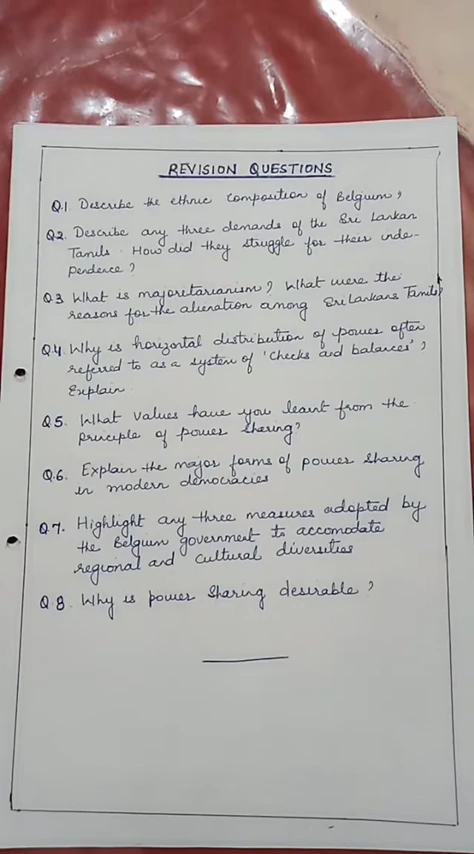 REVISION QUESTIONS
Q.1 Describe the ethnic composition of Belgium ?
Q2. Describe any three demands of the Sri Lankan
Tamils. How did they struggle for their inde-
pendence ?
Q.3 What is majoretarianism ? What were the
reasons for the alienation among Sri Lankans Tamils?
Q.4. Why is horizontal distribution of power often
referred to as a system of 'Checks and balances' ?
Explain.
Q5. What values have you learnt from the
principle of power sharing?
Q.6. Explain the major forms of power sharing
in modern democracies
Q.7. Highlight any three measures adopted by
the Belgium government to accomodate
regional and cultural diversities
Q.8. Why is power sharing desirable ?